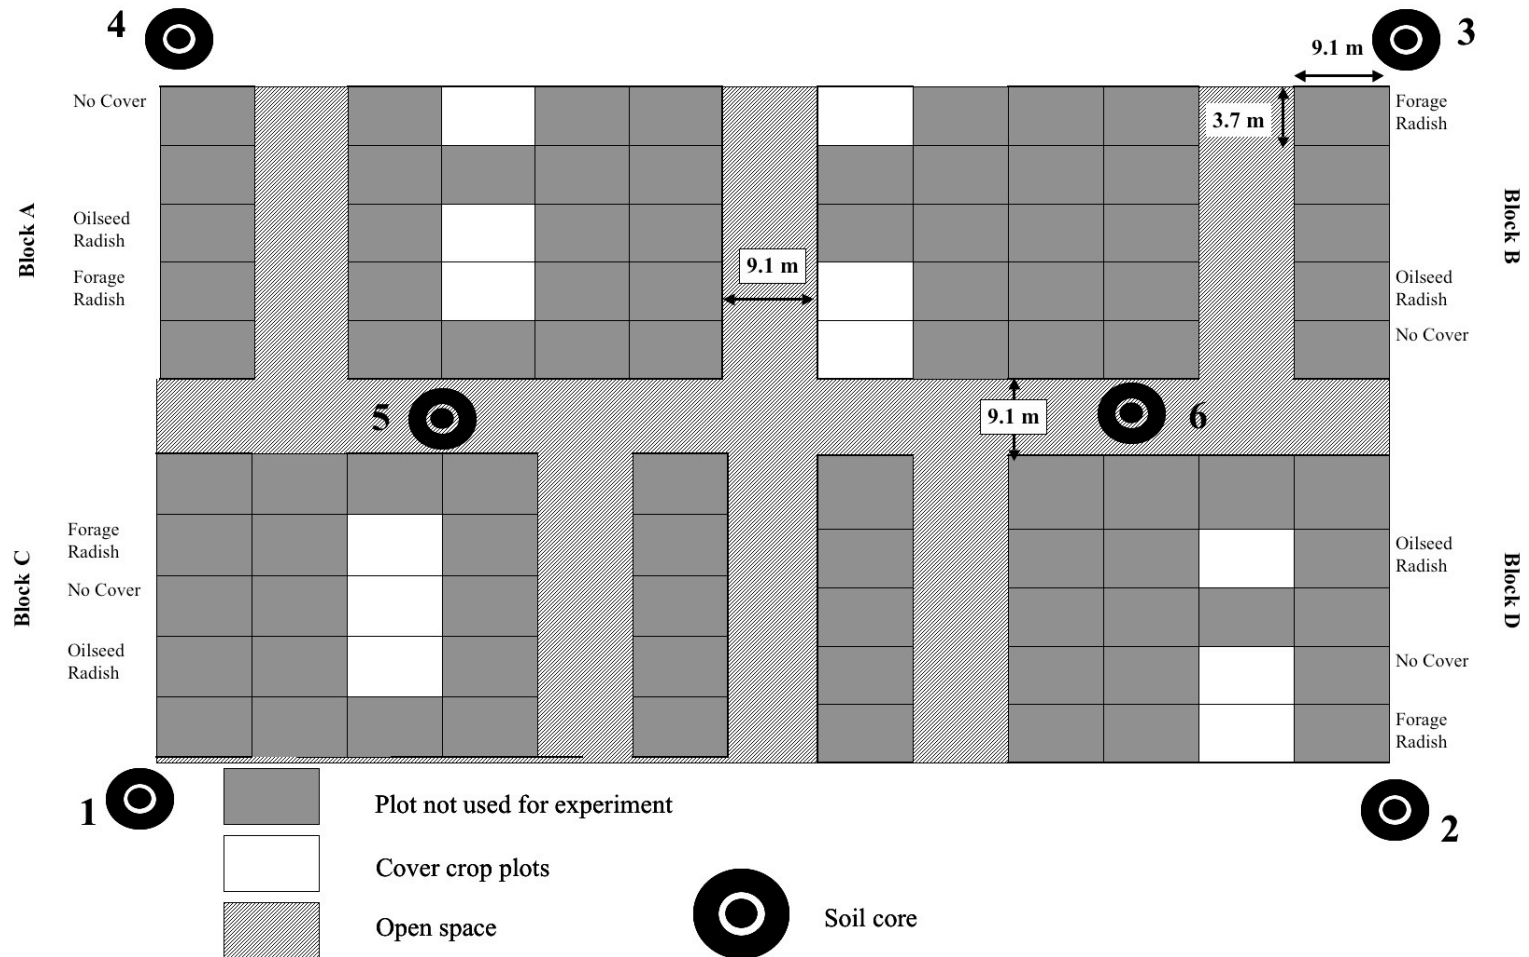 4
3
9.1 m
No Cover
Forage
Radish
3.7 m
Block A
Oilseed
Radish
Forage
Radish
9.1 m
Block B
Oilseed
Radish
No Cover
5
9.1 m
6
Block C
Forage
Radish
No Cover
Oilseed
Radish
Block D
Oilseed
Radish
No Cover
Forage
Radish
1
2
Plot not used for experiment
Cover crop plots
Open space
Soil core